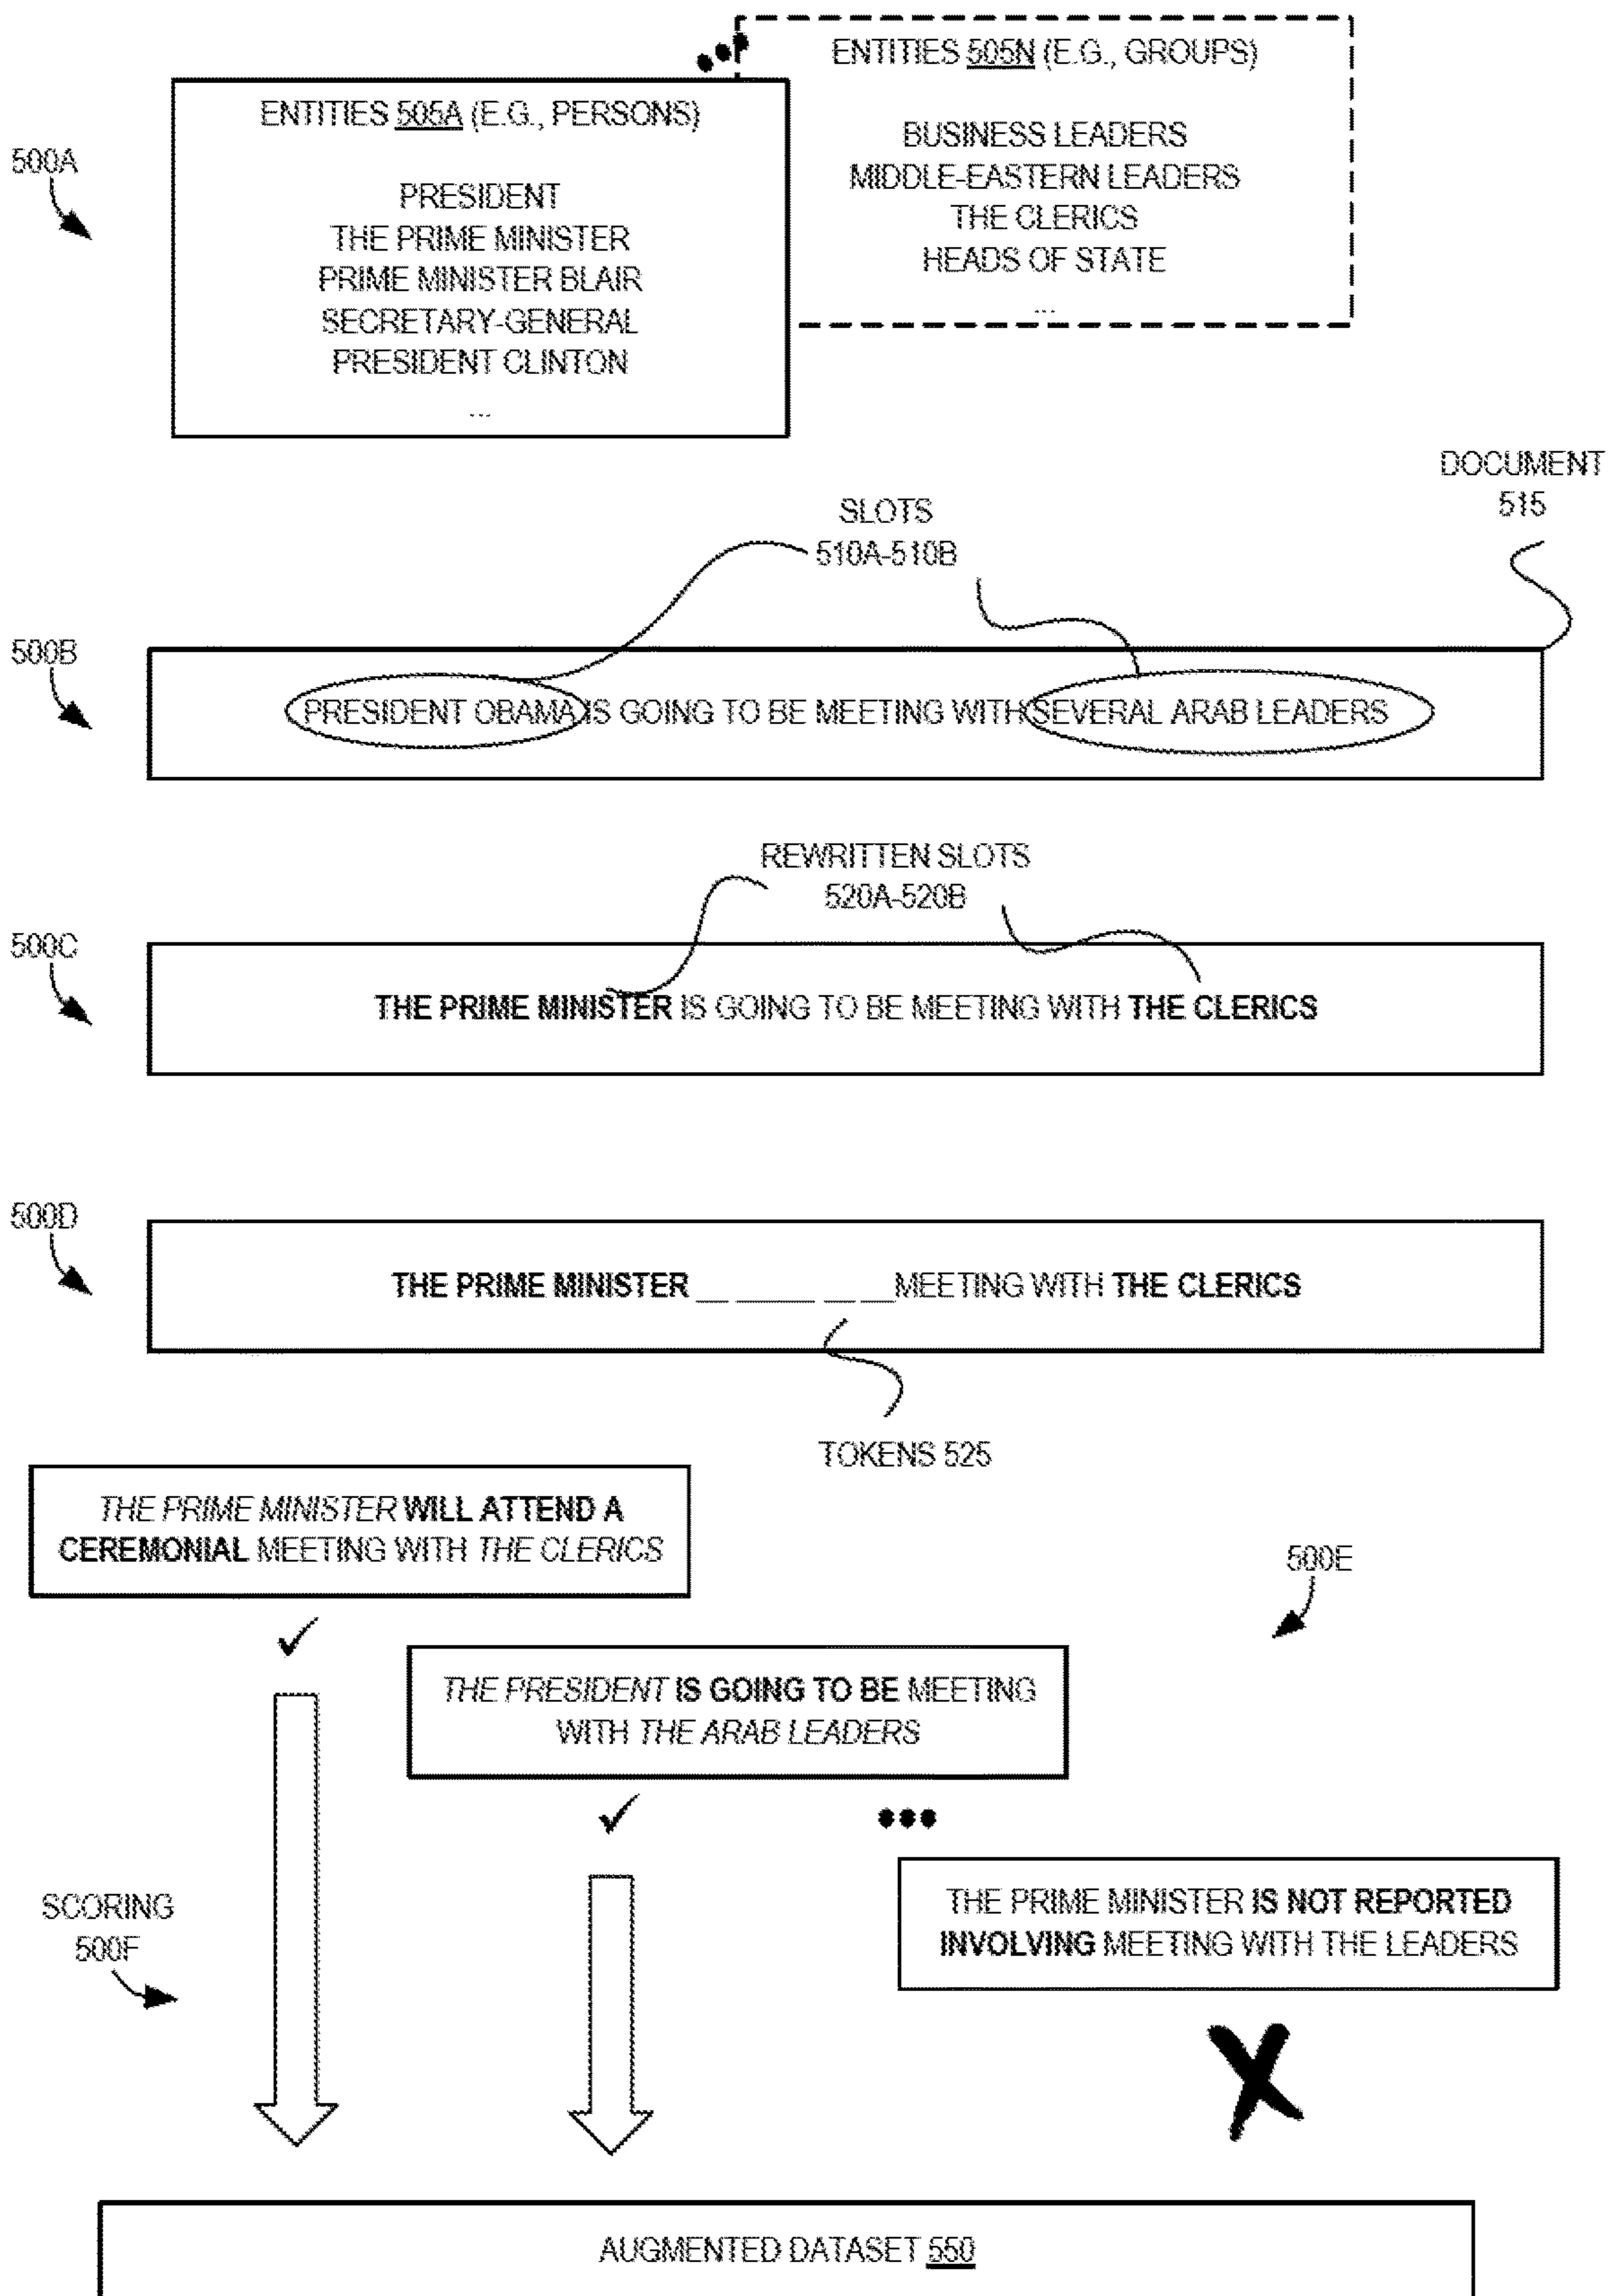 ENTITIES 505N (E.G., GROUPS)
BUSINESS LEADERS
MIDDLE-EASTERN LEADERS
THE CLERICS
HEADS OF STATE
...
ENTITIES 505A (E.G., PERSONS)
PRESIDENT
THE PRIME MINISTER
PRIME MINISTER BLAIR
SECRETARY-GENERAL
PRESIDENT CLINTON
...
500A
DOCUMENT
515
SLOTS
510A-510B
500B
PRESIDENT OBAMA IS GOING TO BE MEETING WITH SEVERAL ARAB LEADERS
REWRITTEN SLOTS
520A-520B
500C
THE PRIME MINISTER IS GOING TO BE MEETING WITH THE CLERICS
500D
THE PRIME MINISTER __ _____ __ __MEETING WITH THE CLERICS
TOKENS 525
THE PRIME MINISTER WILL ATTEND A
CEREMONIAL MEETING WITH THE CLERICS
500E
THE PRESIDENT IS GOING TO BE MEETING
WITH THE ARAB LEADERS
THE PRIME MINISTER IS NOT REPORTED
INVOLVING MEETING WITH THE LEADERS
SCORING
500F
AUGMENTED DATASET 550